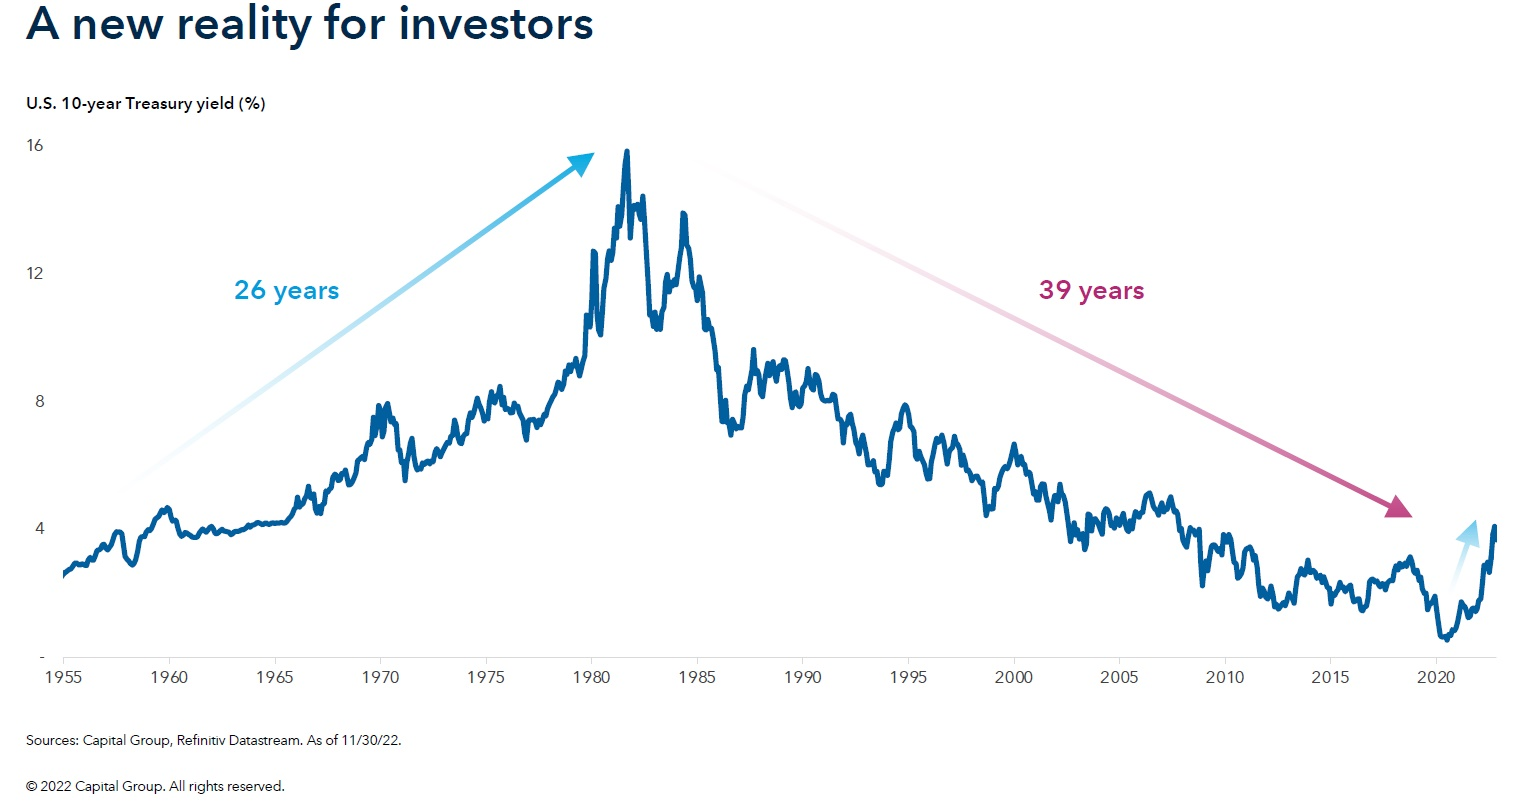 A new reality for investors
U.S. 10-year Treasury yield (%)
16
12
8
4
-
26 years
39 years
1955 1960 1965 1970 1975 1980 1985 1990 1995 2000 2005 2010 2015 2020
Sources: Capital Group, Refinitiv Datastream. As of 11/30/22.
© 2022 Capital Group. All rights reserved.